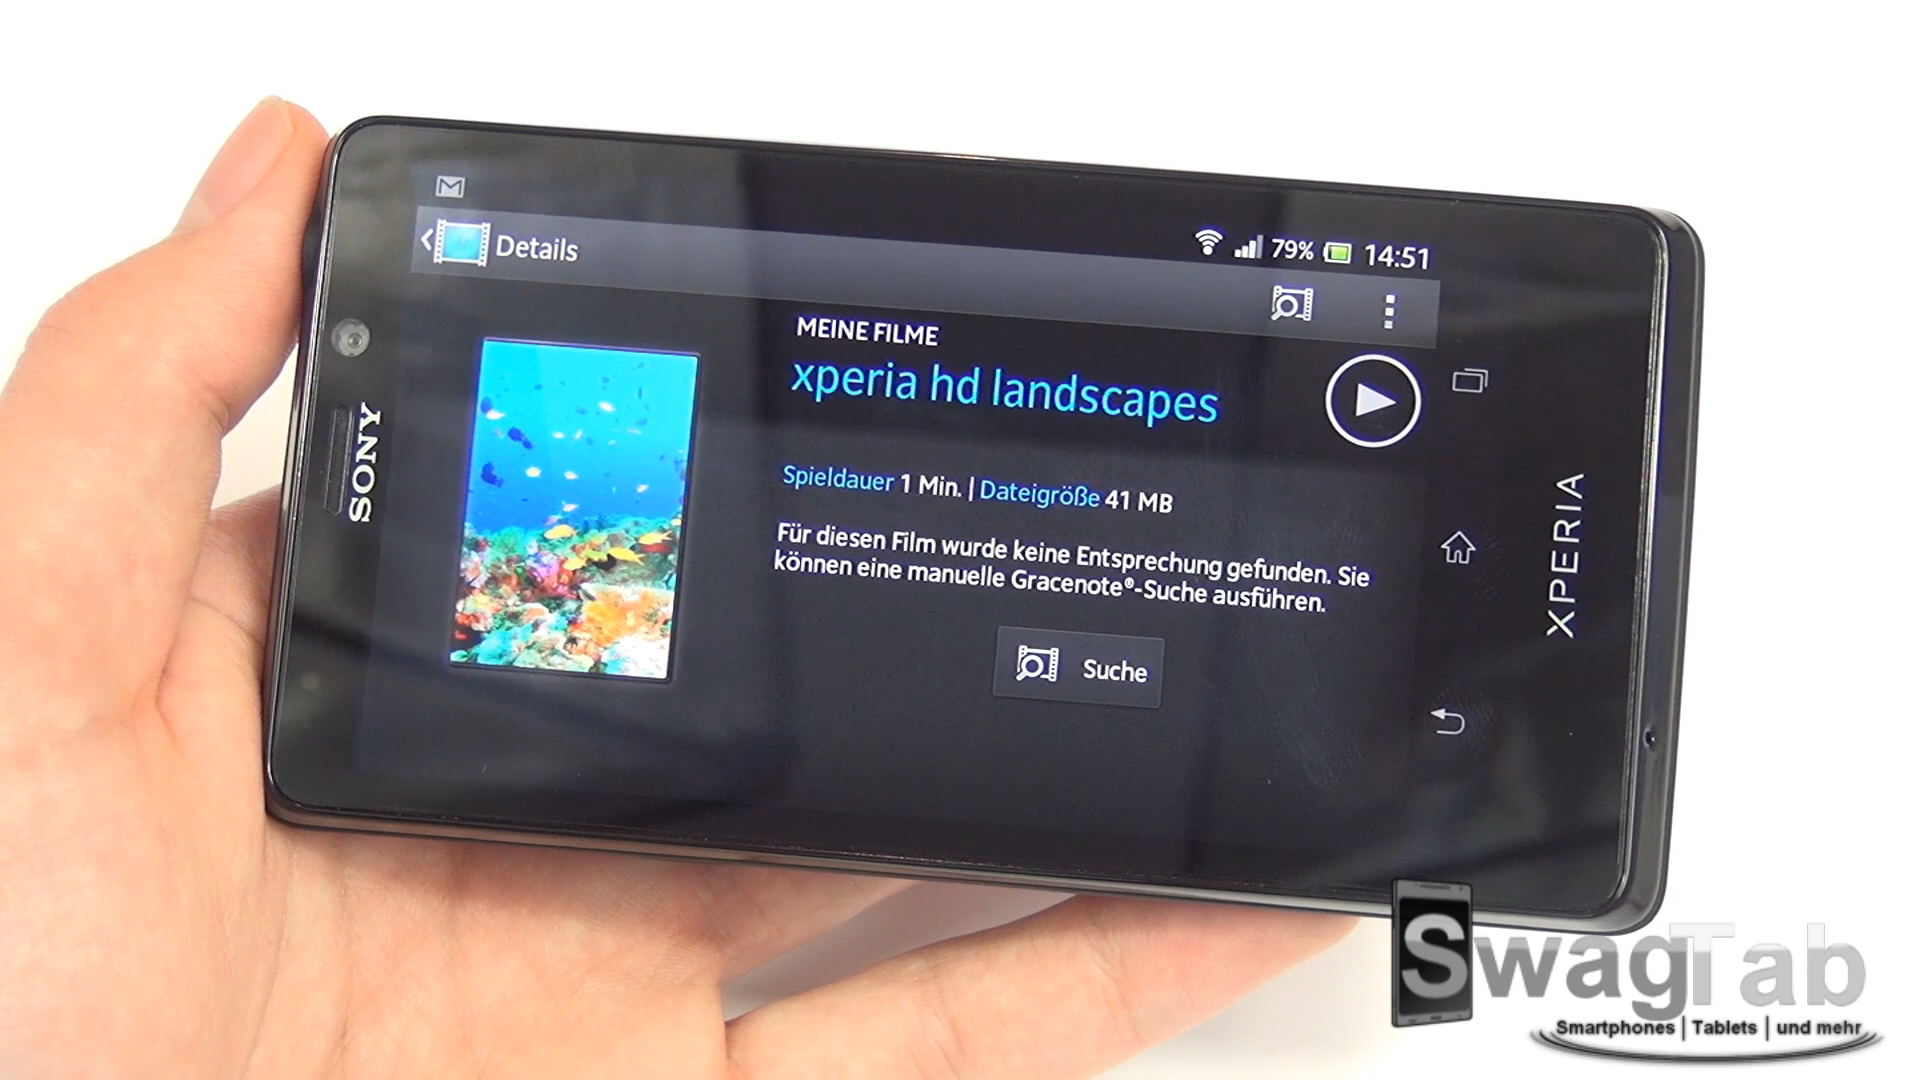 Details
79% 14:51
MEINE FILME
xperia hd landscapes
Spieldauer 1 Min. | Dateigröße 41 MB
Für diesen Film wurde keine Entsprechung gefunden. Sie
können eine manuelle Gracenote®-Suche ausführen.
Suche
SONY
XPERIA
SwagTab
Smartphones | Tablets | und mehr